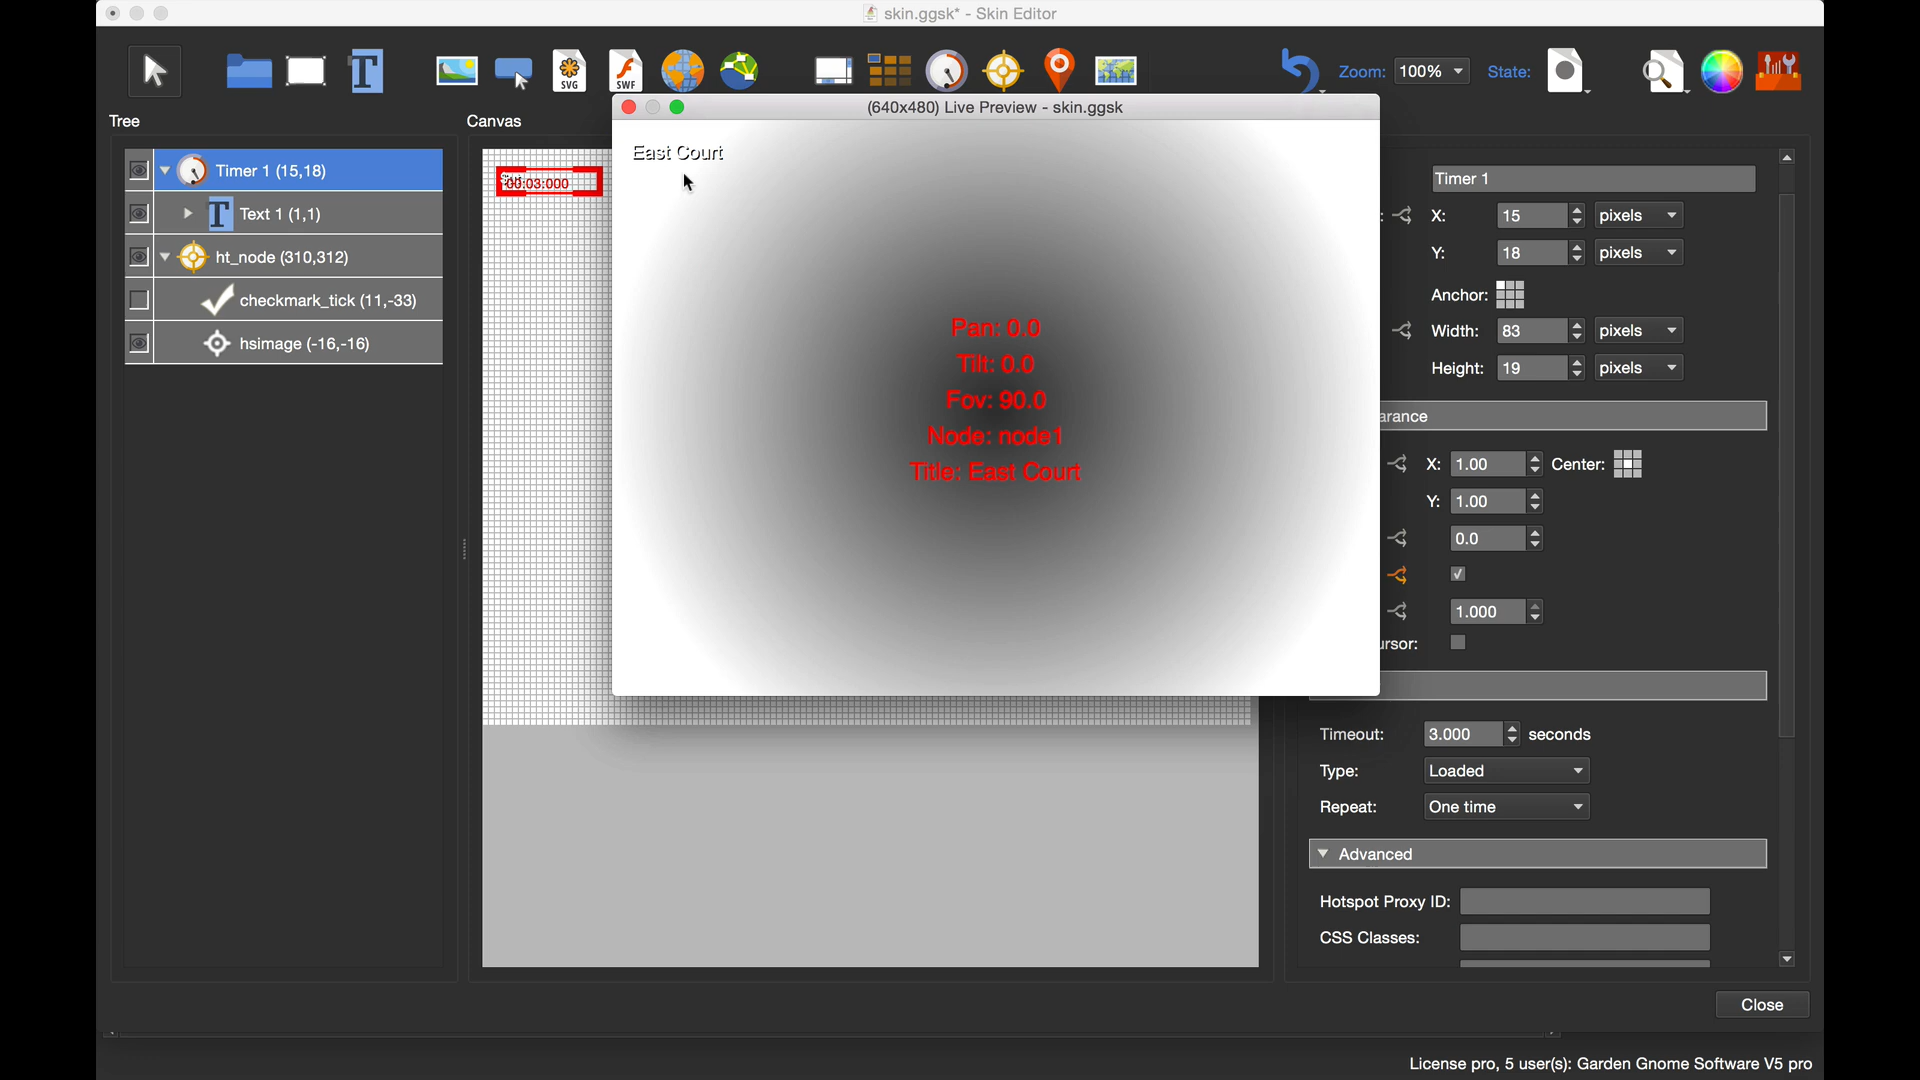 skin.ggsk* - Skin Editor
SVG
SWF
Zoom: 100% State:
Tree
Canvas
(640x480) Live Preview - skin.ggsk
East Court
Timer 1 (15,18)
Text 1 (1,1)
ht_node (310,312)
checkmark_tick (11,-33)
hsimage (-16,-16)
00:03:000
Pan: 0.0
Tilt: 0.0
Fov: 90.0
Node: node1
Title: East Court
Timer 1
X: 15 pixels
Y: 18 pixels
Anchor:
Width: 83 pixels
Height: 19 pixels
arance
X: 1.00 Center:
Y: 1.00
0.0
1.000
ursor:
Timeout: 3.000 seconds
Type: Loaded
Repeat: One time
Advanced
Hotspot Proxy ID:
CSS Classes:
Close
License pro, 5 user(s): Garden Gnome Software V5 pro